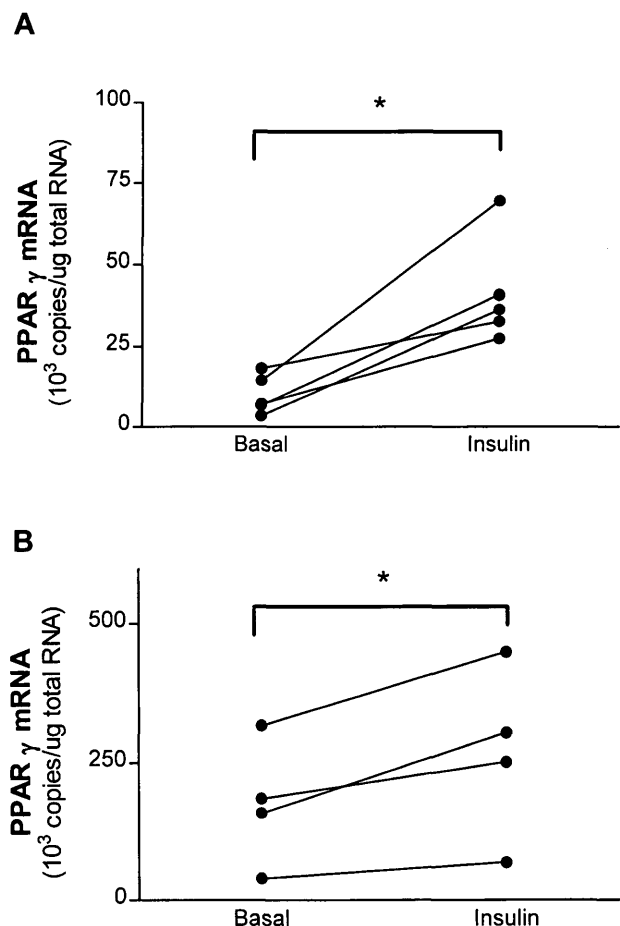 A
100
*
75
50
25
0
PPAR γ mRNA
(10³ copies/ug total RNA)
Basal
Insulin
B
*
500
250
0
PPAR γ mRNA
(10³ copies/ug total RNA)
Basal
Insulin